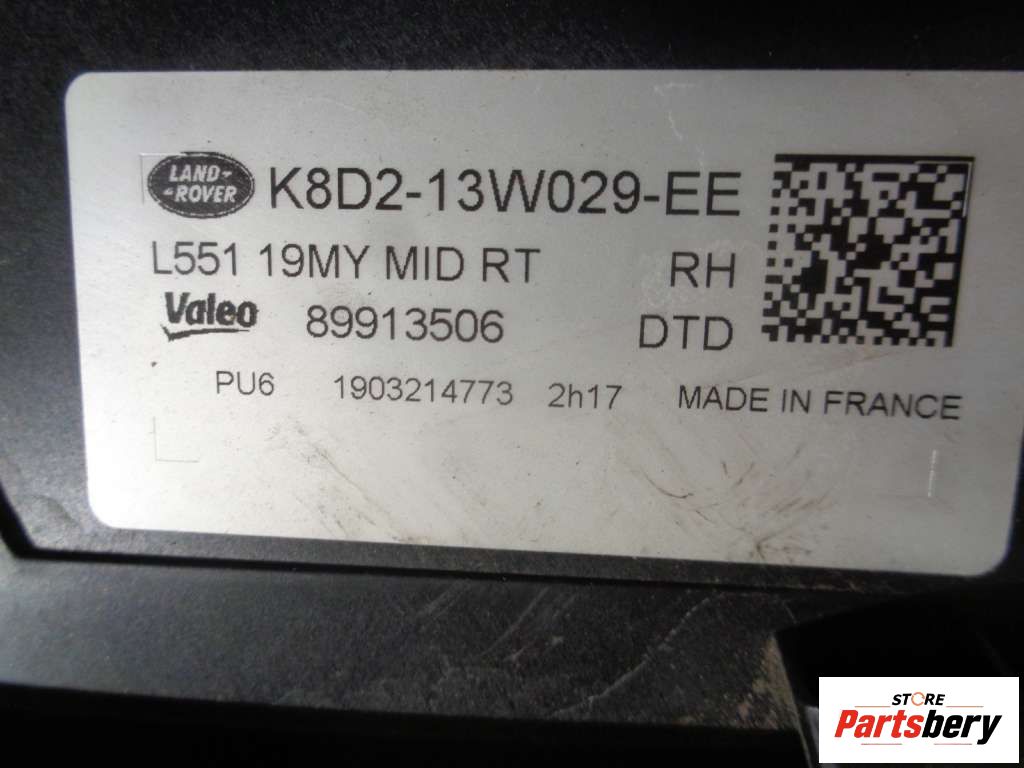 LAND-
-ROVER
K8D2-13W029-EE
L551 19MY MID RT RH
Valeo 89913506 DTD
PU6 1903214773 2h17 MADE IN FRANCE
STORE
Partsbery